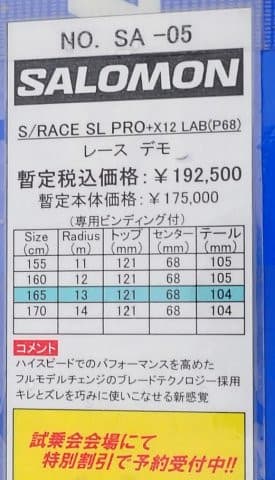 NO. SA -05
SALOMON
S/RACE SL PRO+X12 LAB(P68)
レース デモ
暫定税込価格：￥192,500
暫定本体価格：￥175,000
(専用ビンディング付)
Size (cm) Radius (m) トップ (mm) センター (mm) テール (mm)
155 11 121 68 105
160 12 121 68 105
165 13 121 68 104
170 14 121 68 104
コメント
ハイスピードでのパフォーマンスを高めた
フルモデルチェンジのブレードテクノロジー採用
キレとズレを巧みに使いこなせる新感覚
試乗会会場にて
特別割引で予約受付中!!